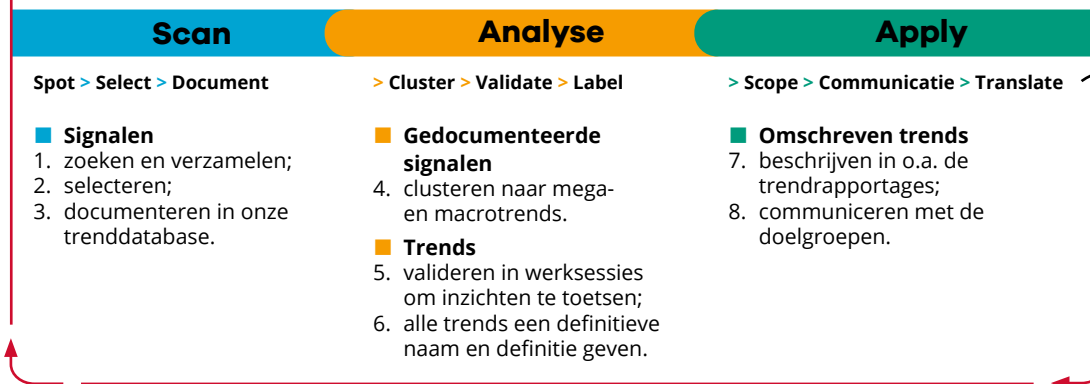 Scan
Spot > Select > Document
Signalen
1. zoeken en verzamelen;
2. selecteren;
3. documenteren in onze
trenddatabase.
Analyse
> Cluster > Validate > Label
Gedocumenteerde
signalen
4. clusteren naar mega-
en macrotrends.
Trends
5. valideren in werksessies
om inzichten te toetsen;
6. alle trends een definitieve
naam en definitie geven.
Apply
> Scope > Communicatie > Translate
Omschreven trends
7. beschrijven in o.a. de
trendrapportages;
8. communiceren met de
doelgroepen.